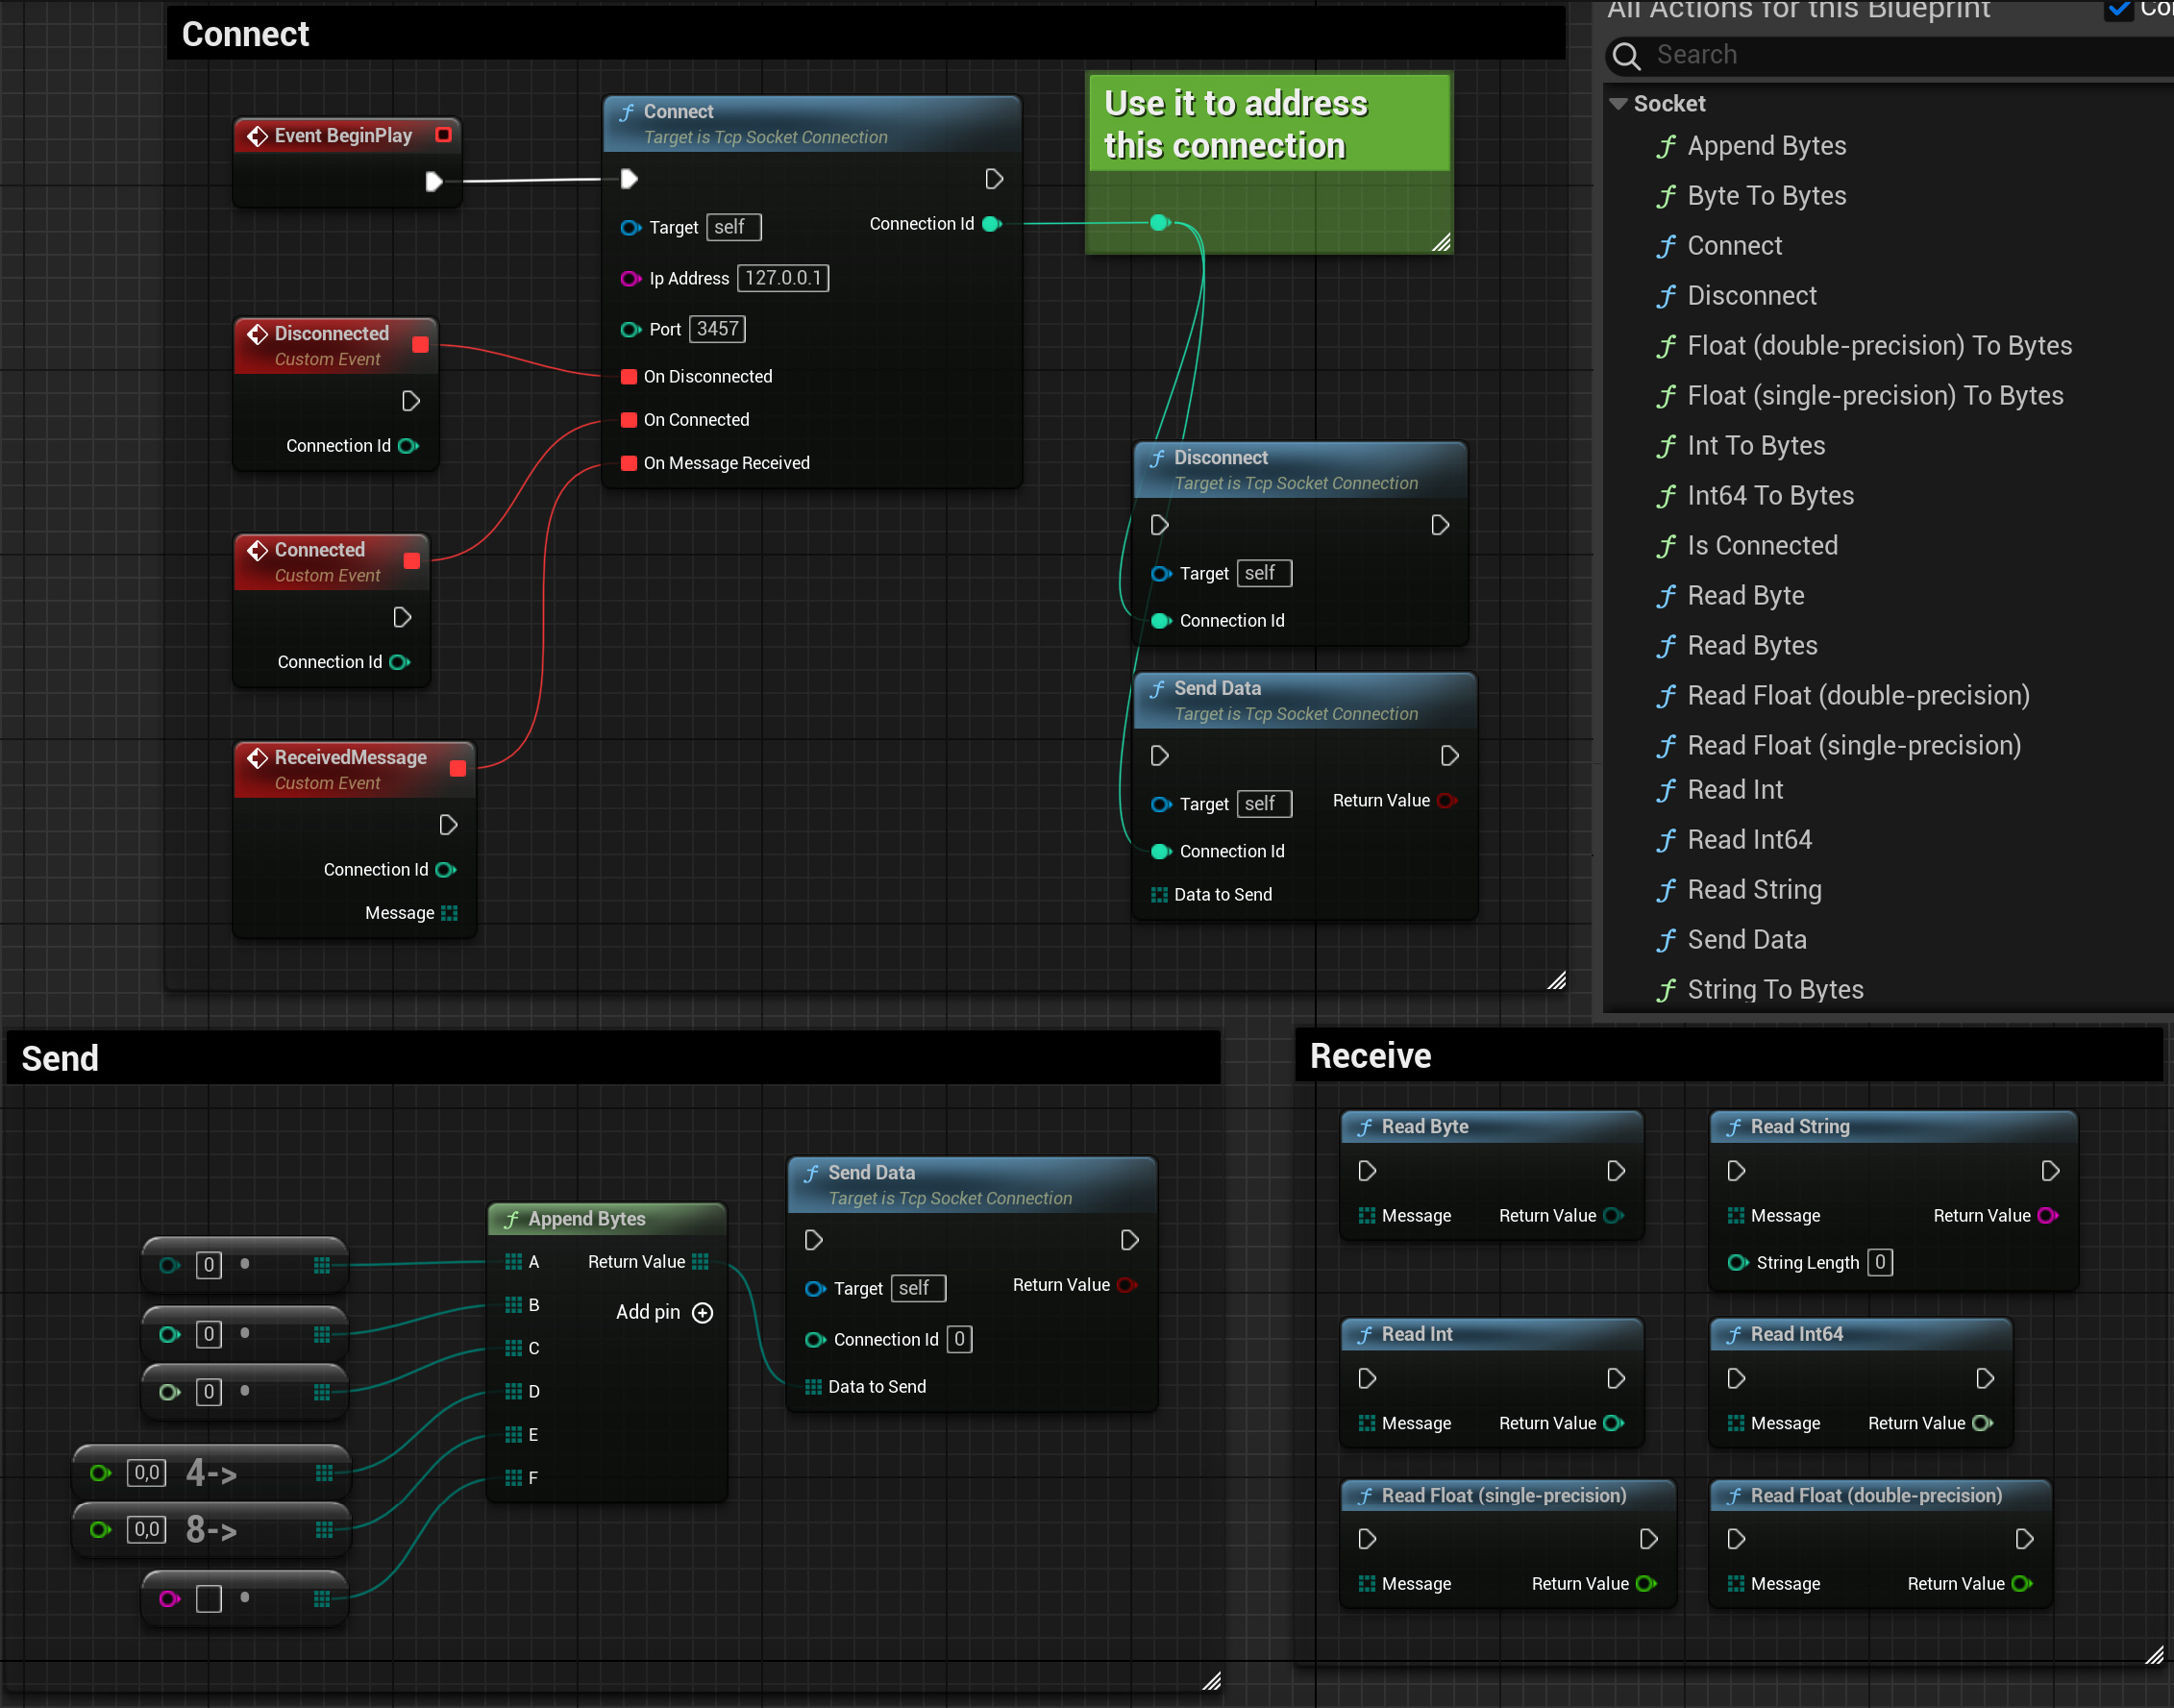 Connect
Event BeginPlay
Connect
Target is Tcp Socket Connection
Target self
Connection Id
Ip Address 127.0.0.1
Port 3457
On Disconnected
On Connected
On Message Received
Use it to address
this connection
Disconnected
Custom Event
Connection Id
Connected
Custom Event
Connection Id
ReceivedMessage
Custom Event
Connection Id
Message
Disconnect
Target is Tcp Socket Connection
Target self
Connection Id
Send Data
Target is Tcp Socket Connection
Target self
Return Value
Connection Id
Data to Send
All Actions for this Blueprint
Search
Socket
Append Bytes
Byte To Bytes
Connect
Disconnect
Float (double-precision) To Bytes
Float (single-precision) To Bytes
Int To Bytes
Int64 To Bytes
Is Connected
Read Byte
Read Bytes
Read Float (double-precision)
Read Float (single-precision)
Read Int
Read Int64
Read String
Send Data
String To Bytes
Send
0
0
0
0,0 4->
0,0 8->
Append Bytes
A Return Value
B
Add pin
C
D
E
F
Send Data
Target is Tcp Socket Connection
Target self
Return Value
Connection Id 0
Data to Send
Receive
Read Byte
Message Return Value
Read String
Message Return Value
String Length 0
Read Int
Message Return Value
Read Int64
Message Return Value
Read Float (single-precision)
Message Return Value
Read Float (double-precision)
Message Return Value